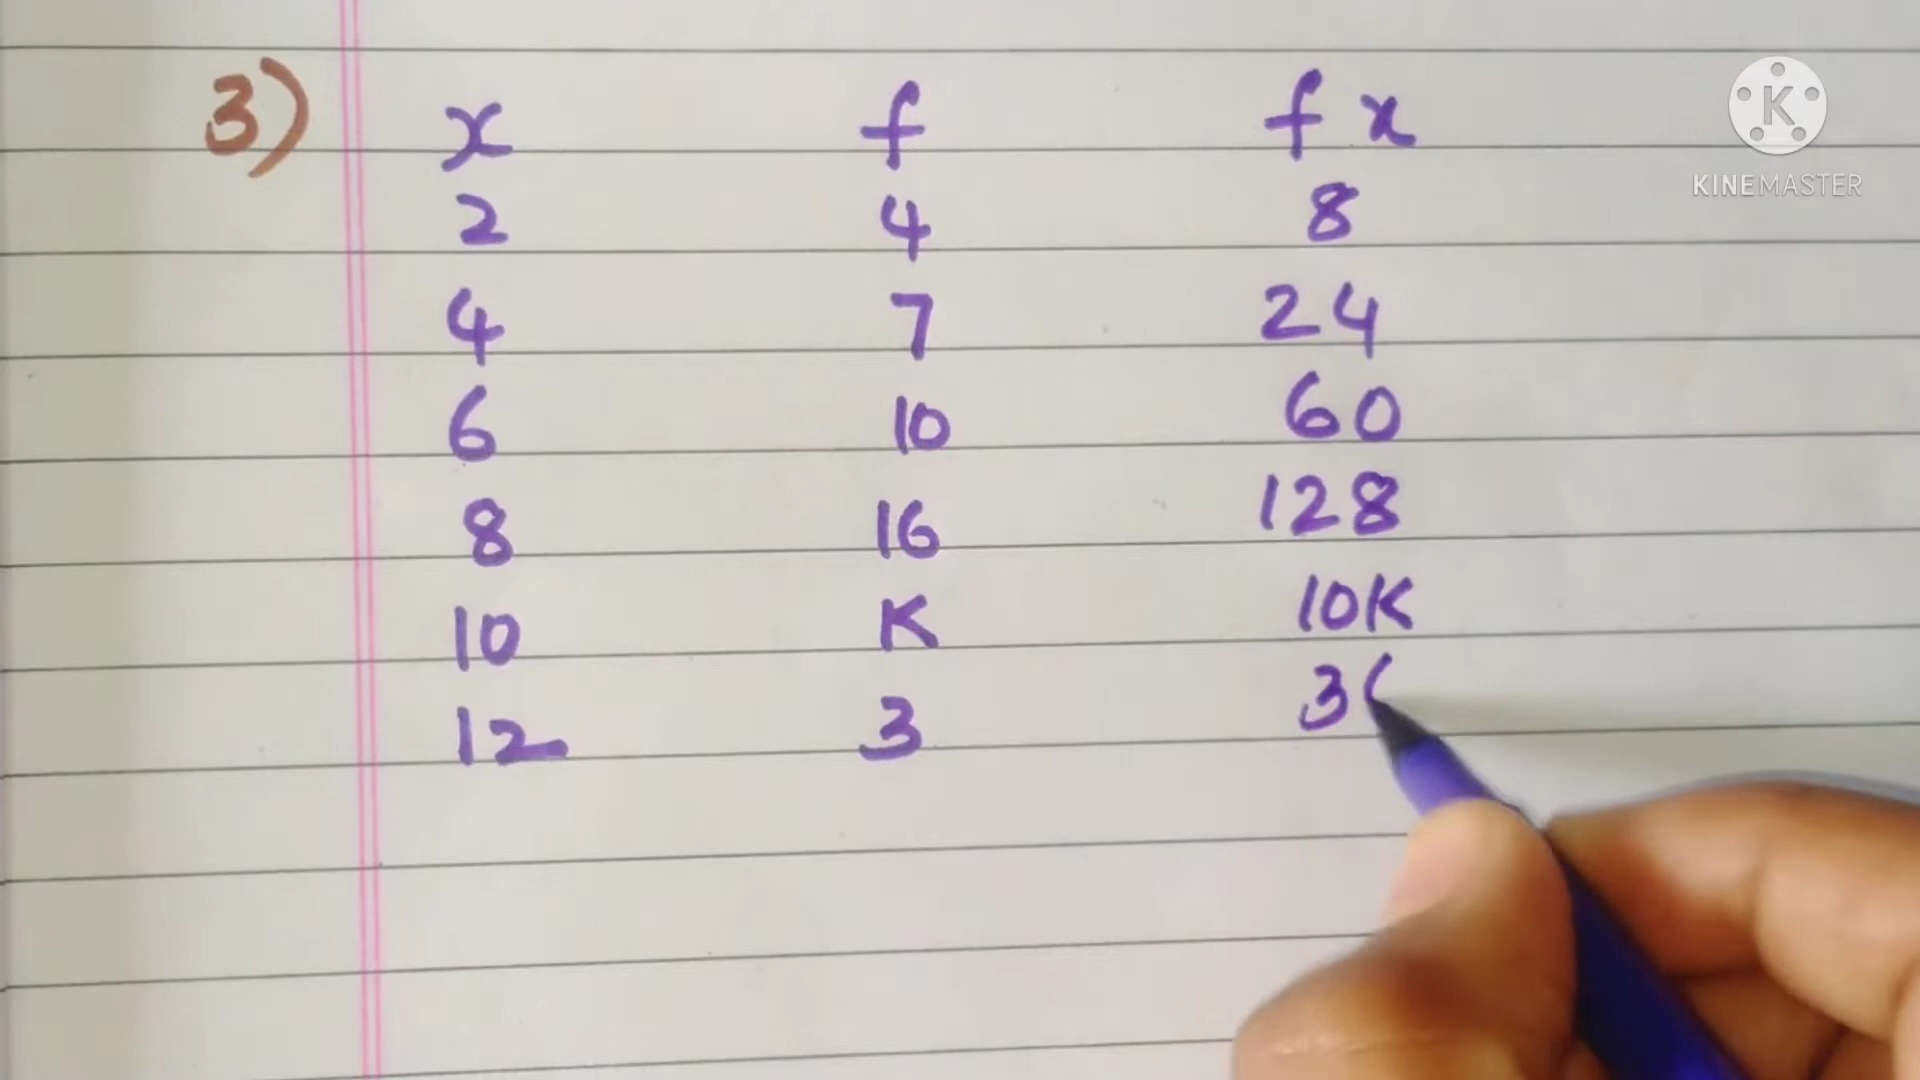 3) x f fx
2 4 8
4 7 24
6 10 60
8 16 128
10 K 10K
12 3 3
K
KINEMASTER